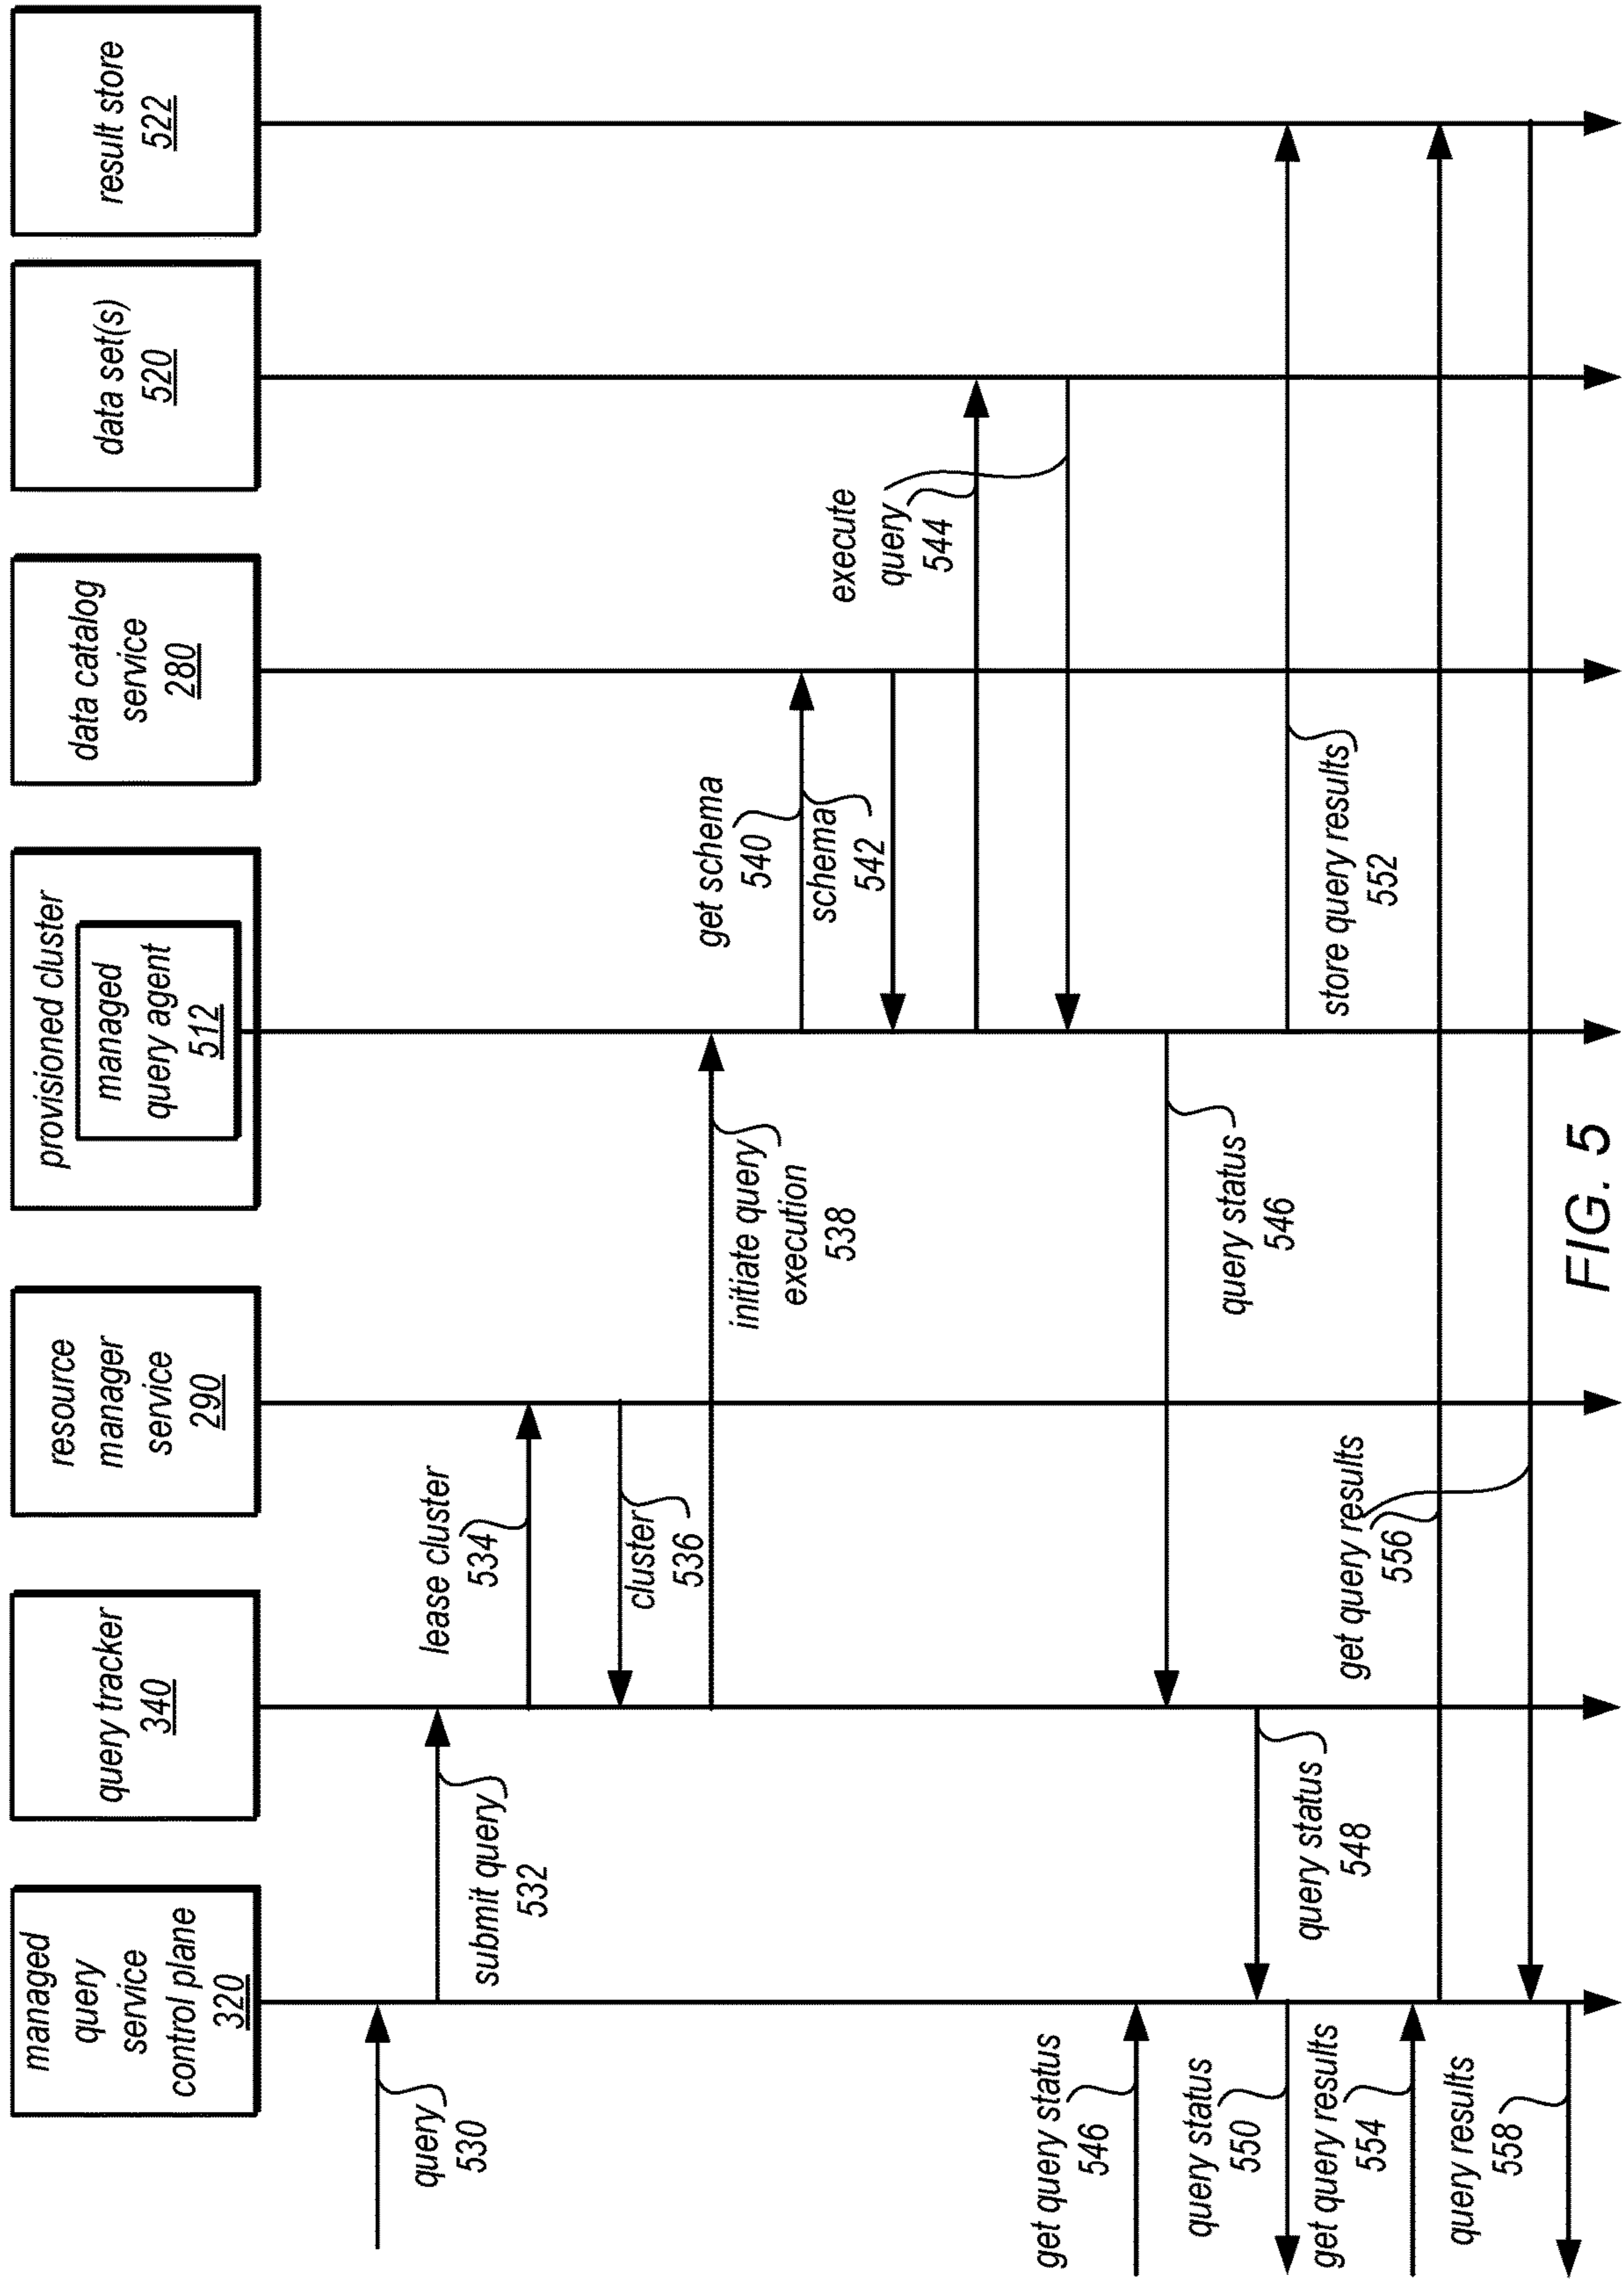 managed
query
service
control plane
320
query tracker
340
resource
manager
service
290
provisioned cluster
managed
query agent
512
data catalog
service
280
data set(s)
520
result store
522
query
530
submit query
532
lease cluster
534
cluster
536
initiate query
execution
538
get schema
540
schema
542
execute
query
544
get query status
546
query status
546
query status
548
query status
550
store query results
552
get query results
554
get query results
556
query results
558
FIG. 5